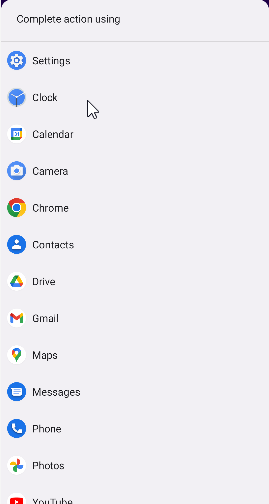 Complete action using
Settings
Clock
Calendar
Camera
Chrome
Contacts
Drive
Gmail
Maps
Messages
Phone
Photos
YouTube